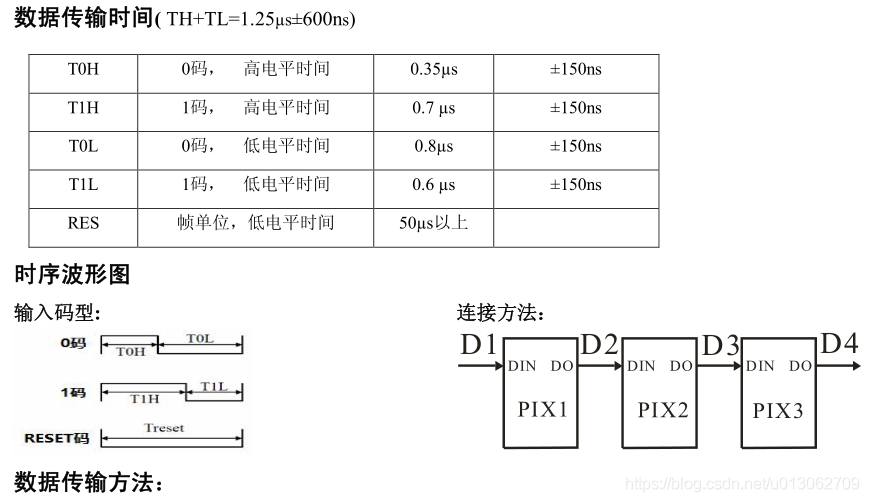 数据传输时间( TH+TL=1.25μs±600ns)
T0H 0码， 高电平时间 0.35μs ±150ns
T1H 1码， 高电平时间 0.7 μs ±150ns
T0L 0码， 低电平时间 0.8μs ±150ns
T1L 1码， 低电平时间 0.6 μs ±150ns
RES 帧单位，低电平时间 50μs以上
时序波形图
输入码型：
连接方法：
0码 T0H T0L
1码 T1H T1L
RESET码 Treset
D1 D2 D3 D4
DIN DO DIN DO DIN DO
PIX1 PIX2 PIX3
数据传输方法：
https://blog.csdn.net/u013062709